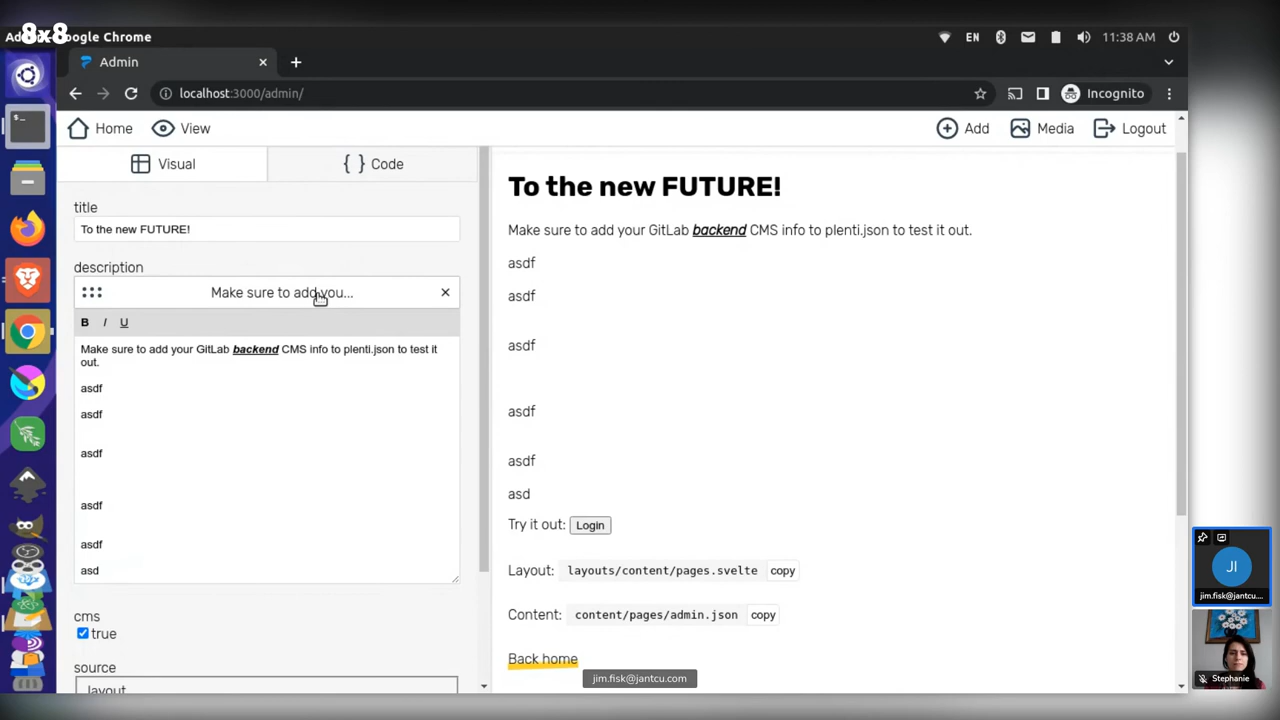 8x8
Ad
ogle Chrome
EN
11:38 AM
Admin
localhost:3000/admin/
Incognito
Home
View
Add
Media
Logout
Visual
{ } Code
title
To the new FUTURE!
description
Make sure to add you...
B I U
Make sure to add your GitLab backend CMS info to plenti.json to test it
out.
asdf
asdf
asdf
asdf
asdf
asd
cms
true
source
layout
To the new FUTURE!
Make sure to add your GitLab backend CMS info to plenti.json to test it out.
asdf
asdf
asdf
asdf
asdf
asd
Try it out: Login
Layout: layouts/content/pages.svelte copy
Content: content/pages/admin.json copy
Back home
jim.fisk@jantcu.com
JI
jim.fisk@jantcu....
Stephanie